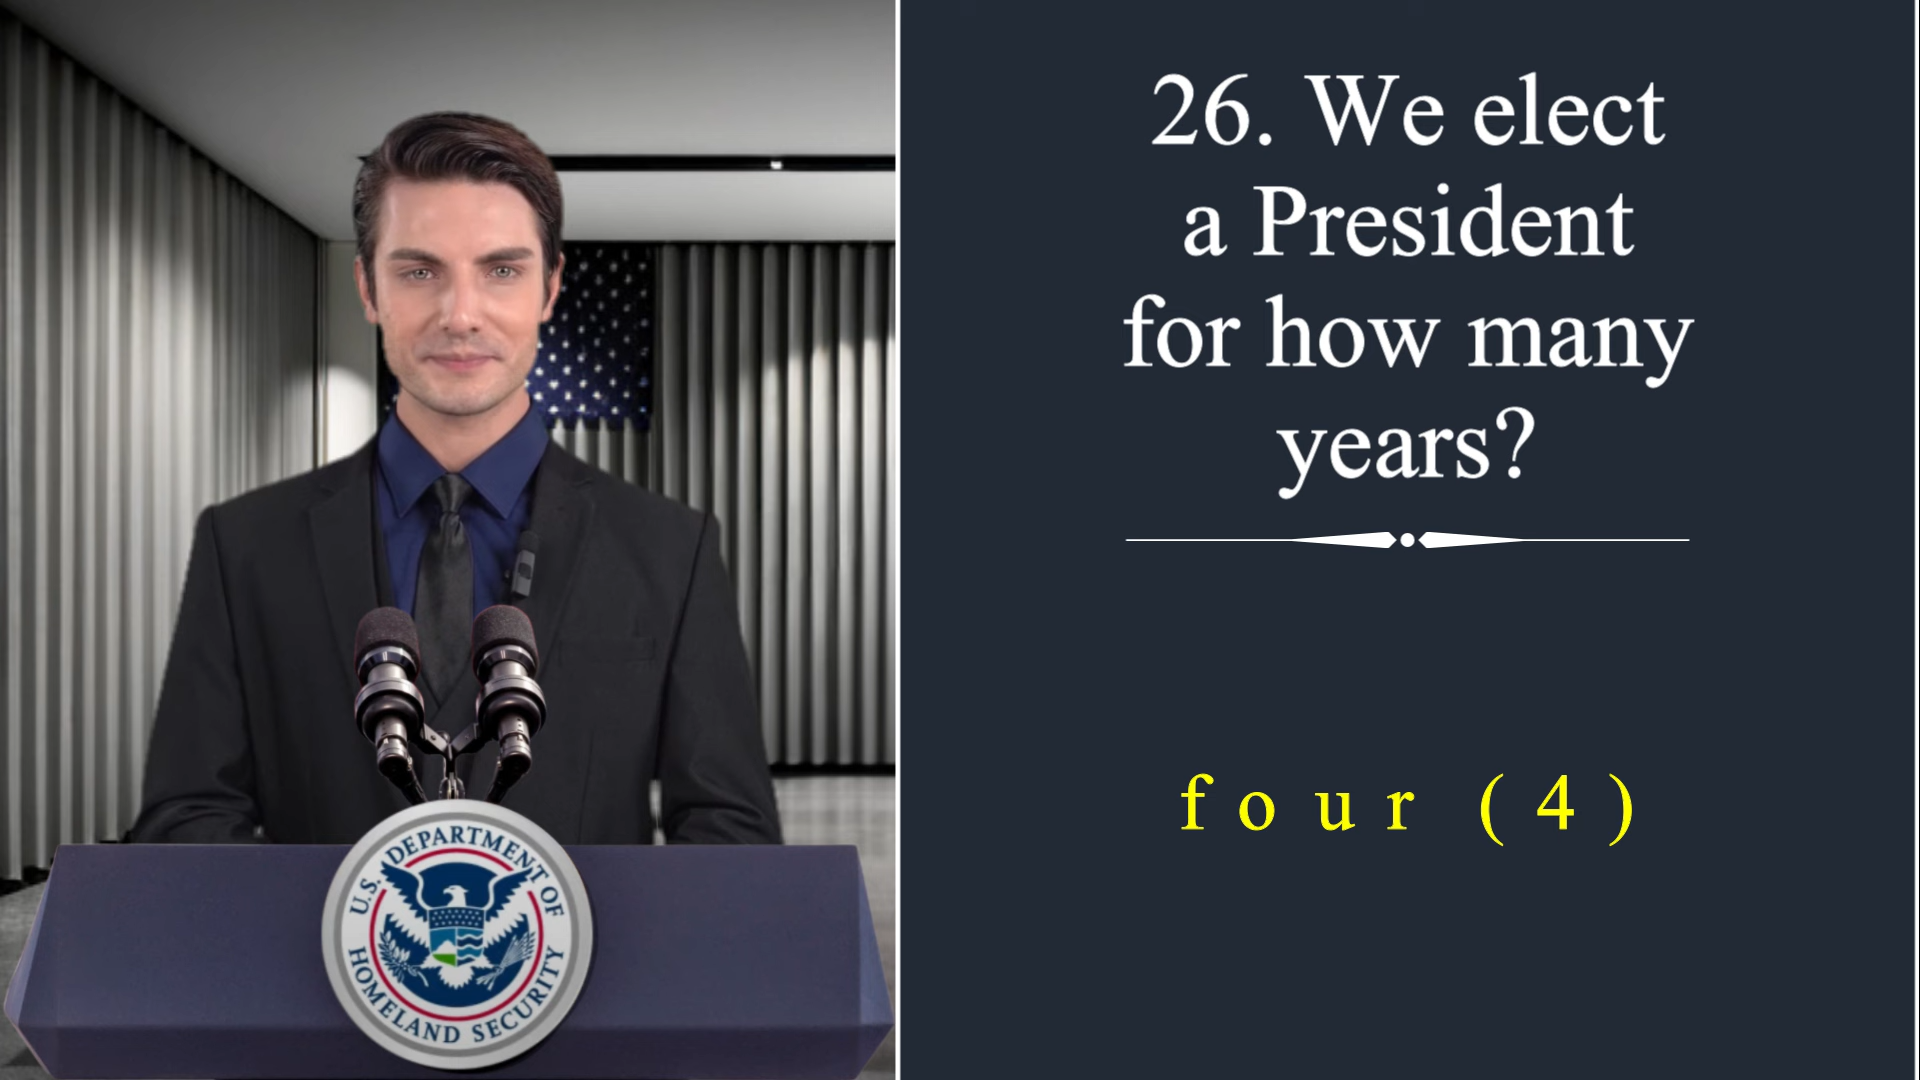 26. We elect
a President
for how many
years?
four (4)
U.S. DEPARTMENT OF
HOMELAND SECURITY